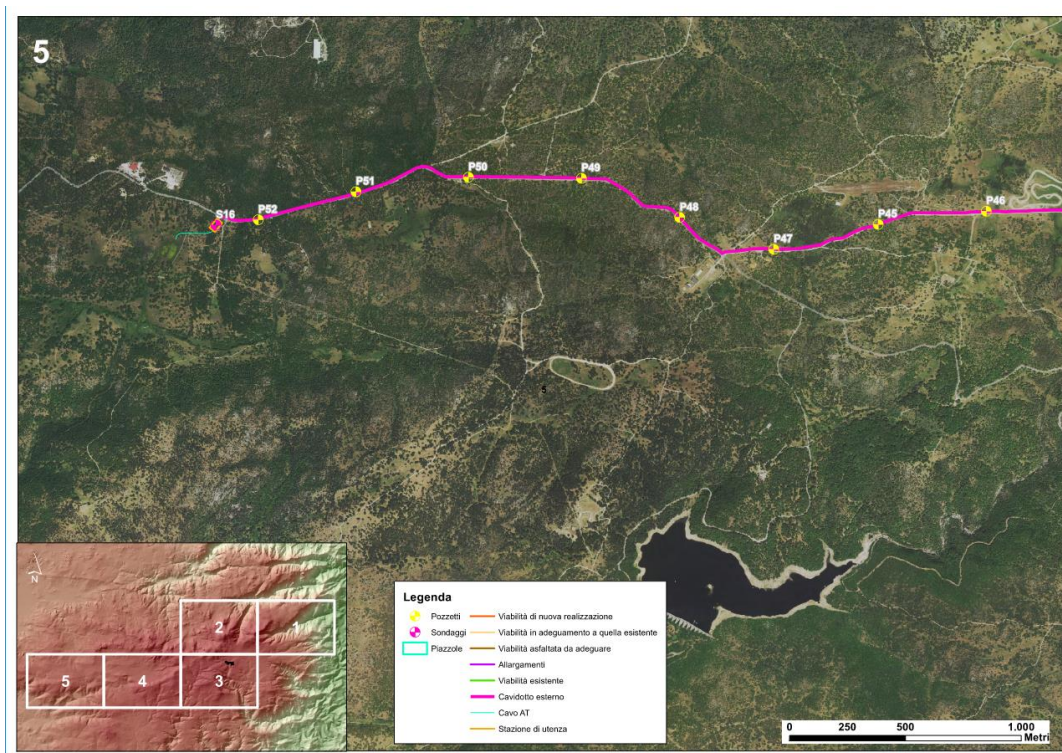 5
P51
P50
P49
S16
P52
P48
P47
P45
P46
N
2
1
5
4
3
Legenda
Pozzetti
Sondaggi
Piazzole
Viabilità di nuova realizzazione
Viabilità in adeguamento a quella esistente
Viabilità asfaltata da adeguare
Allargamenti
Viabilità esistente
Cavidotto esterno
Cavo AT
Stazione di utenza
0 250 500 1.000
Metri